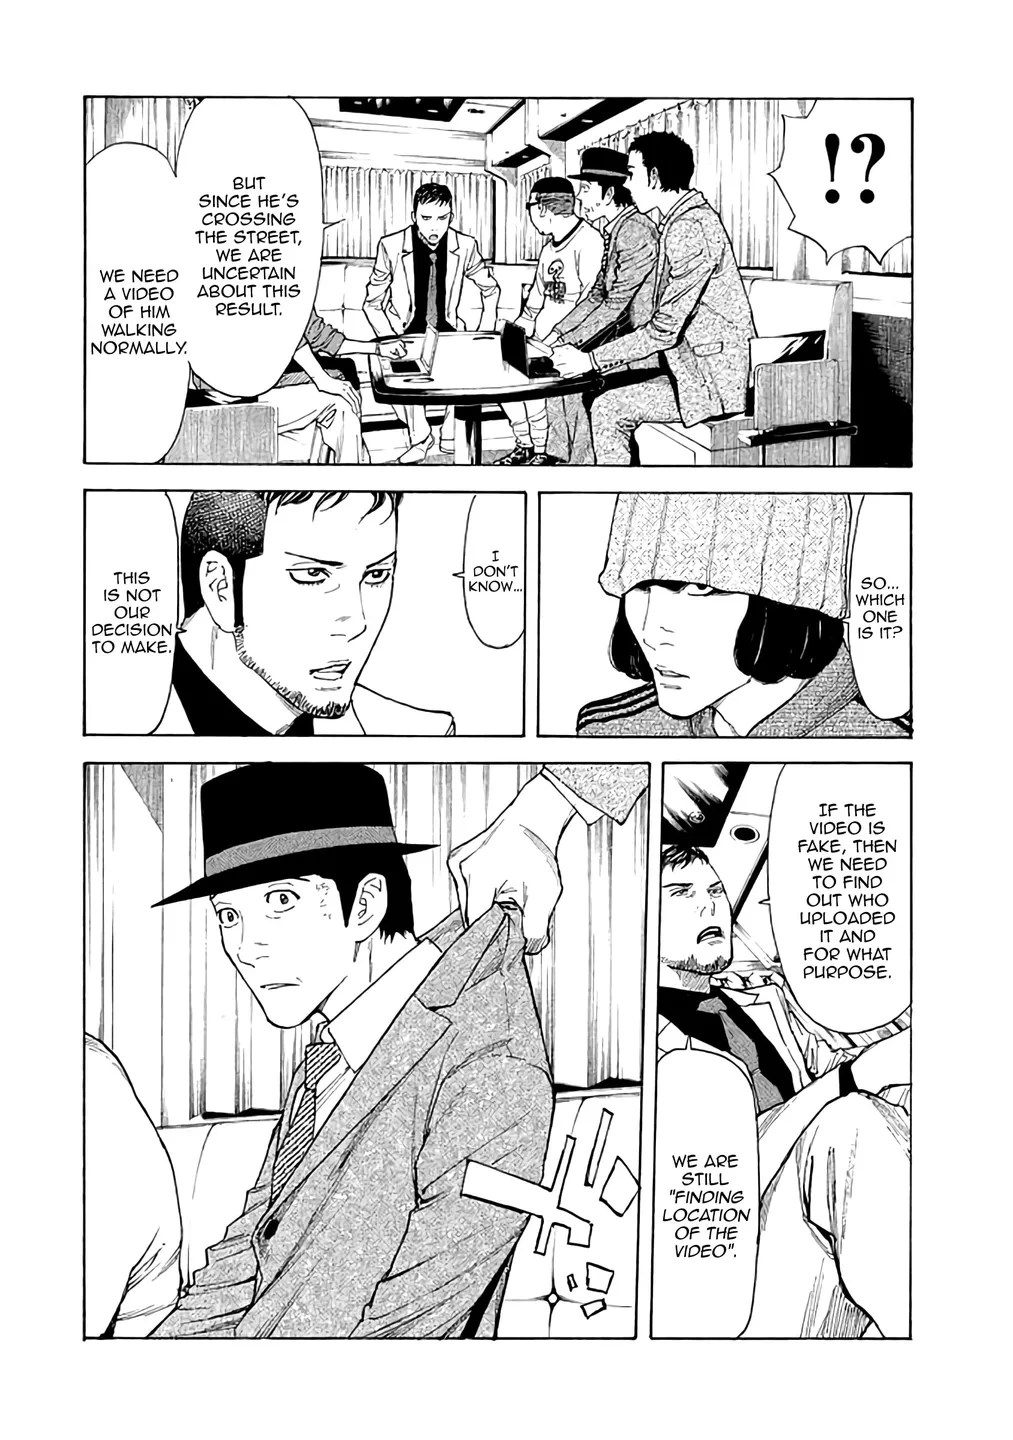 !?
BUT
SINCE HE'S
CROSSING
THE STREET,
WE ARE
UNCERTAIN
ABOUT THIS
RESULT.
WE NEED
A VIDEO
OF HIM
WALKING
NORMALLY.
SO...
WHICH
ONE
IS IT?
I
DON'T
KNOW...
THIS
IS NOT
OUR
DECISION
TO MAKE.
IF THE
VIDEO IS
FAKE, THEN
WE NEED
TO FIND
OUT WHO
UPLOADED
IT AND
FOR WHAT
PURPOSE.
WE ARE
STILL
"FINDING
LOCATION
OF THE
VIDEO".
ガッ